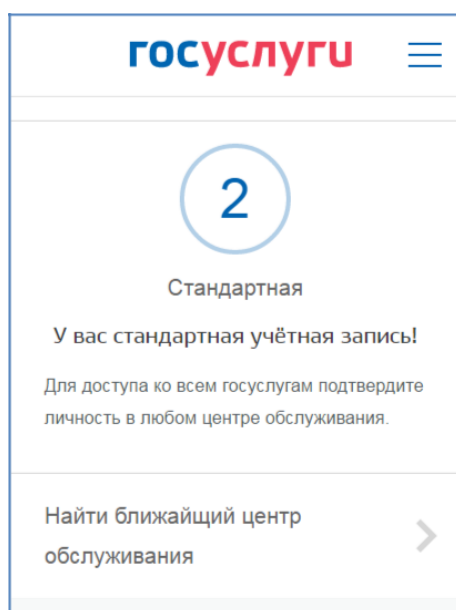 госуслуги
2
Стандартная
У вас стандартная учётная запись!
Для доступа ко всем госуслугам подтвердите
личность в любом центре обслуживания.
Найти ближайший центр
обслуживания